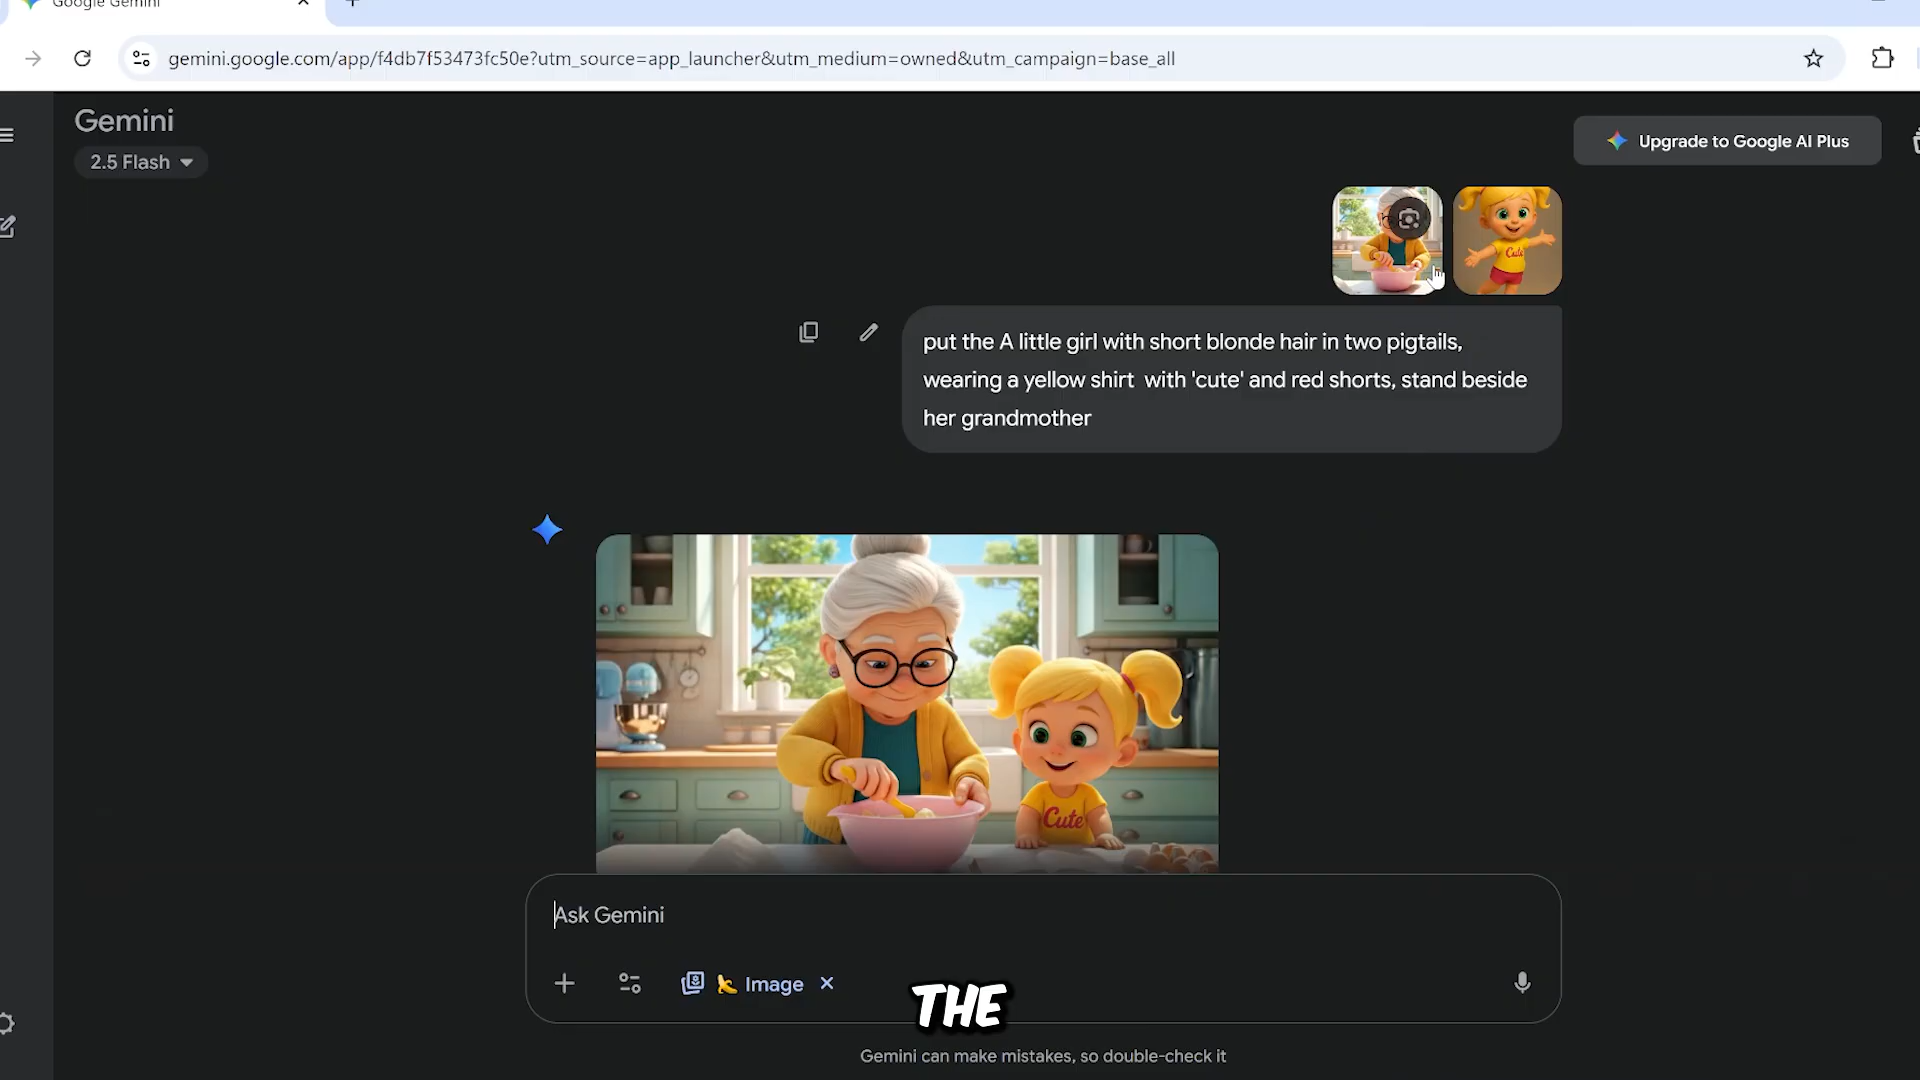 Google Gemini
gemini.google.com/app/f4db7f53473fc50e?utm_source=app_launcher&utm_medium=owned&utm_campaign=base_all
Gemini
2.5 Flash
Upgrade to Google AI Plus
Cute
put the A little girl with short blonde hair in two pigtails,
wearing a yellow shirt  with 'cute' and red shorts, stand beside
her grandmother
Cute
Ask Gemini
Image
THE
Gemini can make mistakes, so double-check it